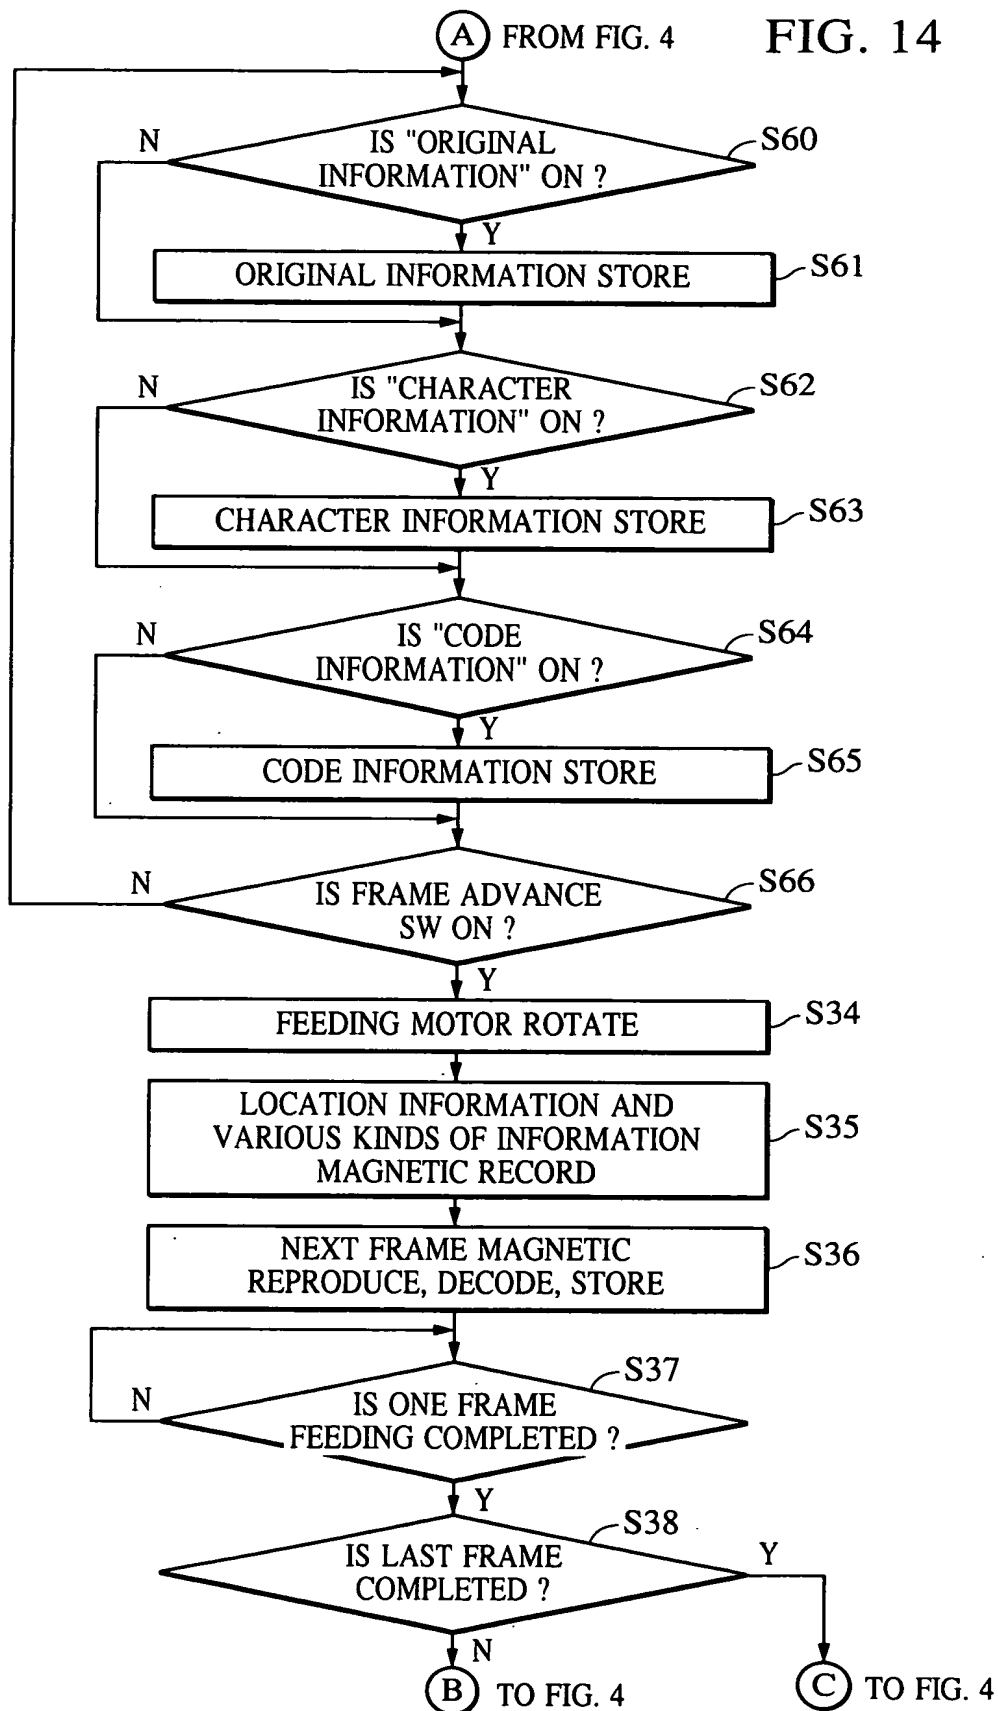 A FROM FIG. 4
FIG. 14
N
IS "ORIGINAL
INFORMATION" ON ?
S60
Y
ORIGINAL INFORMATION STORE
S61
N
IS "CHARACTER
INFORMATION" ON ?
S62
Y
CHARACTER INFORMATION STORE
S63
N
IS "CODE
INFORMATION" ON ?
S64
Y
CODE INFORMATION STORE
S65
N
IS FRAME ADVANCE
SW ON ?
S66
Y
FEEDING MOTOR ROTATE
S34
LOCATION INFORMATION AND
VARIOUS KINDS OF INFORMATION
MAGNETIC RECORD
S35
NEXT FRAME MAGNETIC
REPRODUCE, DECODE, STORE
S36
S37
N
IS ONE FRAME
FEEDING COMPLETED ?
Y
S38
IS LAST FRAME
COMPLETED ?
Y
N
B TO FIG. 4
C TO FIG. 4